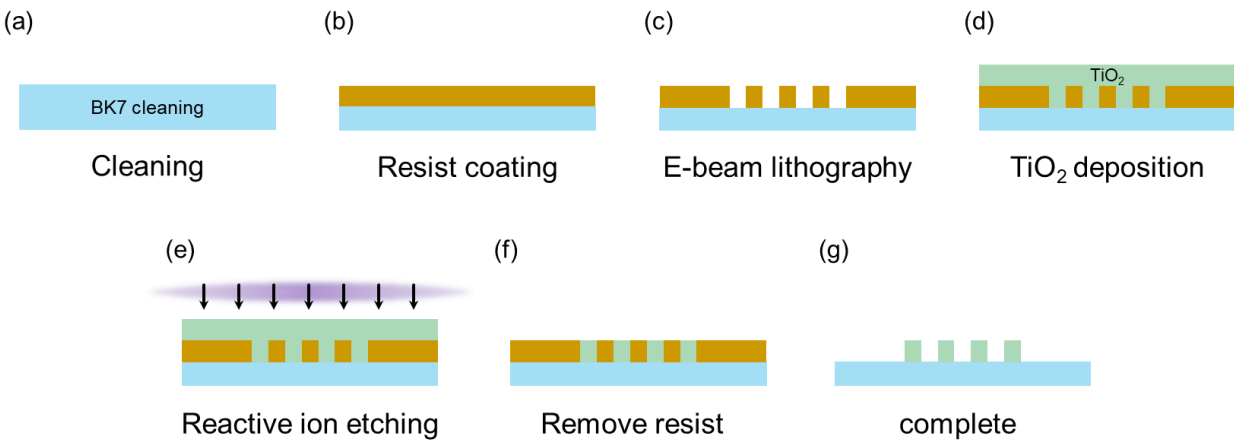 (a)
(b)
(c)
(d)
BK7 cleaning
TiO₂
Cleaning
Resist coating
E-beam lithography
TiO₂ deposition
(e)
(f)
(g)
Reactive ion etching
Remove resist
complete